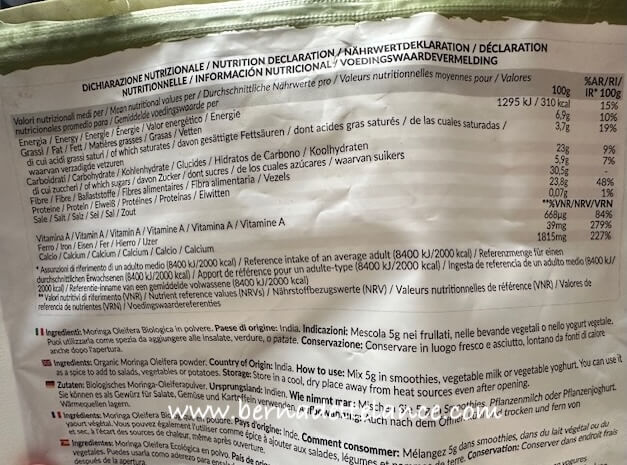 DICHIARAZIONE NUTRIZIONALE / NUTRITION DECLARATION / NÄHRWERTDEKLARATION / DÉCLARATION
NUTRITIONNELLE / INFORMACIÓN NUTRICIONAL / VOEDINGSWAARDEVERMELDING
Valori nutrizionali medi per / Mean nutritional values per / Durchschnittliche Nährwerte pro / Valeurs nutritionnelles moyennes pour / Valores
nutricionales promedio para / Gemiddelde voedingswaarde per 100g %AR/RI/
IR* 100g
Energia / Energy / Energie / Énergie / Valor energético / Energie 1295 kJ / 310 kcal 15%
Grassi / Fat / Fett / Matières grasses / Grasas / Vetten 6,9g 10%
di cui acidi grassi saturi / of which saturates / davon gesättigte Fettsäuren / dont acides gras saturés / de las cuales saturadas / 3,7g 19%
waarvan verzadigde vetzuren
Carboidrati / Carbohydrate / Kohlenhydrate / Glucides / Hidratos de Carbono / Koolhydraten 23g 9%
di cui zuccheri / of which sugars / davon Zucker / dont sucres / de los cuales azúcares / waarvan suikers 5,9g 7%
Fibre / Fibre / Ballaststoffe / Fibres alimentaires / Fibra alimentaria / Vezels 30,5g -
Proteine / Protein / Eiweiß / Protéines / Proteínas / Eiwitten 23,8g 48%
Sale / Salt / Salz / Sel / Sal / Zout 0,07g 1%
**%VNR/NRV/VRN
Vitamina A / Vitamin A / Vitamin A / Vitamine A / Vitamina A / Vitamine A 668µg 84%
Ferro / Iron / Eisen / Fer / Hierro / IJzer 39mg 279%
Calcio / Calcium / Calcium / Calcium / Calcio / Calcium 1815mg 227%
* Assunzioni di riferimento di un adulto medio (8400 kJ/2000 kcal) / Reference intake of an average adult (8400 kJ/2000 kcal) / Referenzmenge für einen
durchschnittlichen Erwachsenen (8400 kJ/2000 kcal) / Apport de référence pour un adulte-type (8400 kJ/2000 kcal) / Ingesta de referencia de un adulto medio (8400 kJ/
2000 kcal) / Referentie-inname van een gemiddelde volwassene (8400 kJ/2000 kcal)
** Valori nutritivi di riferimento (VNR) / Nutrient reference values (NRVs) / Nährstoffbezugswerte (NRV) / Valeurs nutritionnelles de référence (VNR) / Valores de
referencia de nutrientes (VRN) / Voedingswaardereferenties
Ingredienti: Moringa Oleifera Biologica in polvere. Paese di origine: India. Indicazioni: Mescola 5g nei frullati, nelle bevande vegetali o nello yogurt vegetale.
Puoi utilizzarla come spezia da aggiungere alle insalate, verdure, o patate. Conservazione: Conservare in luogo fresco e asciutto, lontano da fonti di calore
anche dopo l'apertura.
Ingredients: Organic Moringa Oleifera powder. Country of Origin: India. How to use: Mix 5g in smoothies, vegetable milk or vegetable yoghurt. You can use it
as a spice to add to salads, vegetables or potatoes. Storage: Store in a cool, dry place away from heat sources even after opening.
Zutaten: Biologisches Moringa-Oleiferapulver. Ursprungsland: Indien. Wie nimmt man: Smoothies, Pflanzenmilch oder Pflanzenjoghurt.
Sie können es als Gewürz für Salate, Gemüse und Kartoffeln verwenden. Auch nach dem Öffnen trocken und fern von
Wärmequellen lagern.
www.bernadettdance.com
Ingrédients: Moringa Oleifera Bio en poudre. Pays d'origine: Inde. Comment consommer: Mélangez 5g dans smoothies, dans du lait végétal ou du
yaourt végétal. Vous pouvez également l'utiliser comme épice à ajouter aux salades, légumes et pommes de terre. Conservation: Conserver dans endroit frais
et sec, à l'écart des sources de chaleur, même après ouverture.
Ingredientes: Moringa Oleifera Ecológica en polvo. País de
vegetales. Puedes usarla como aderezo para
después de la apertura.